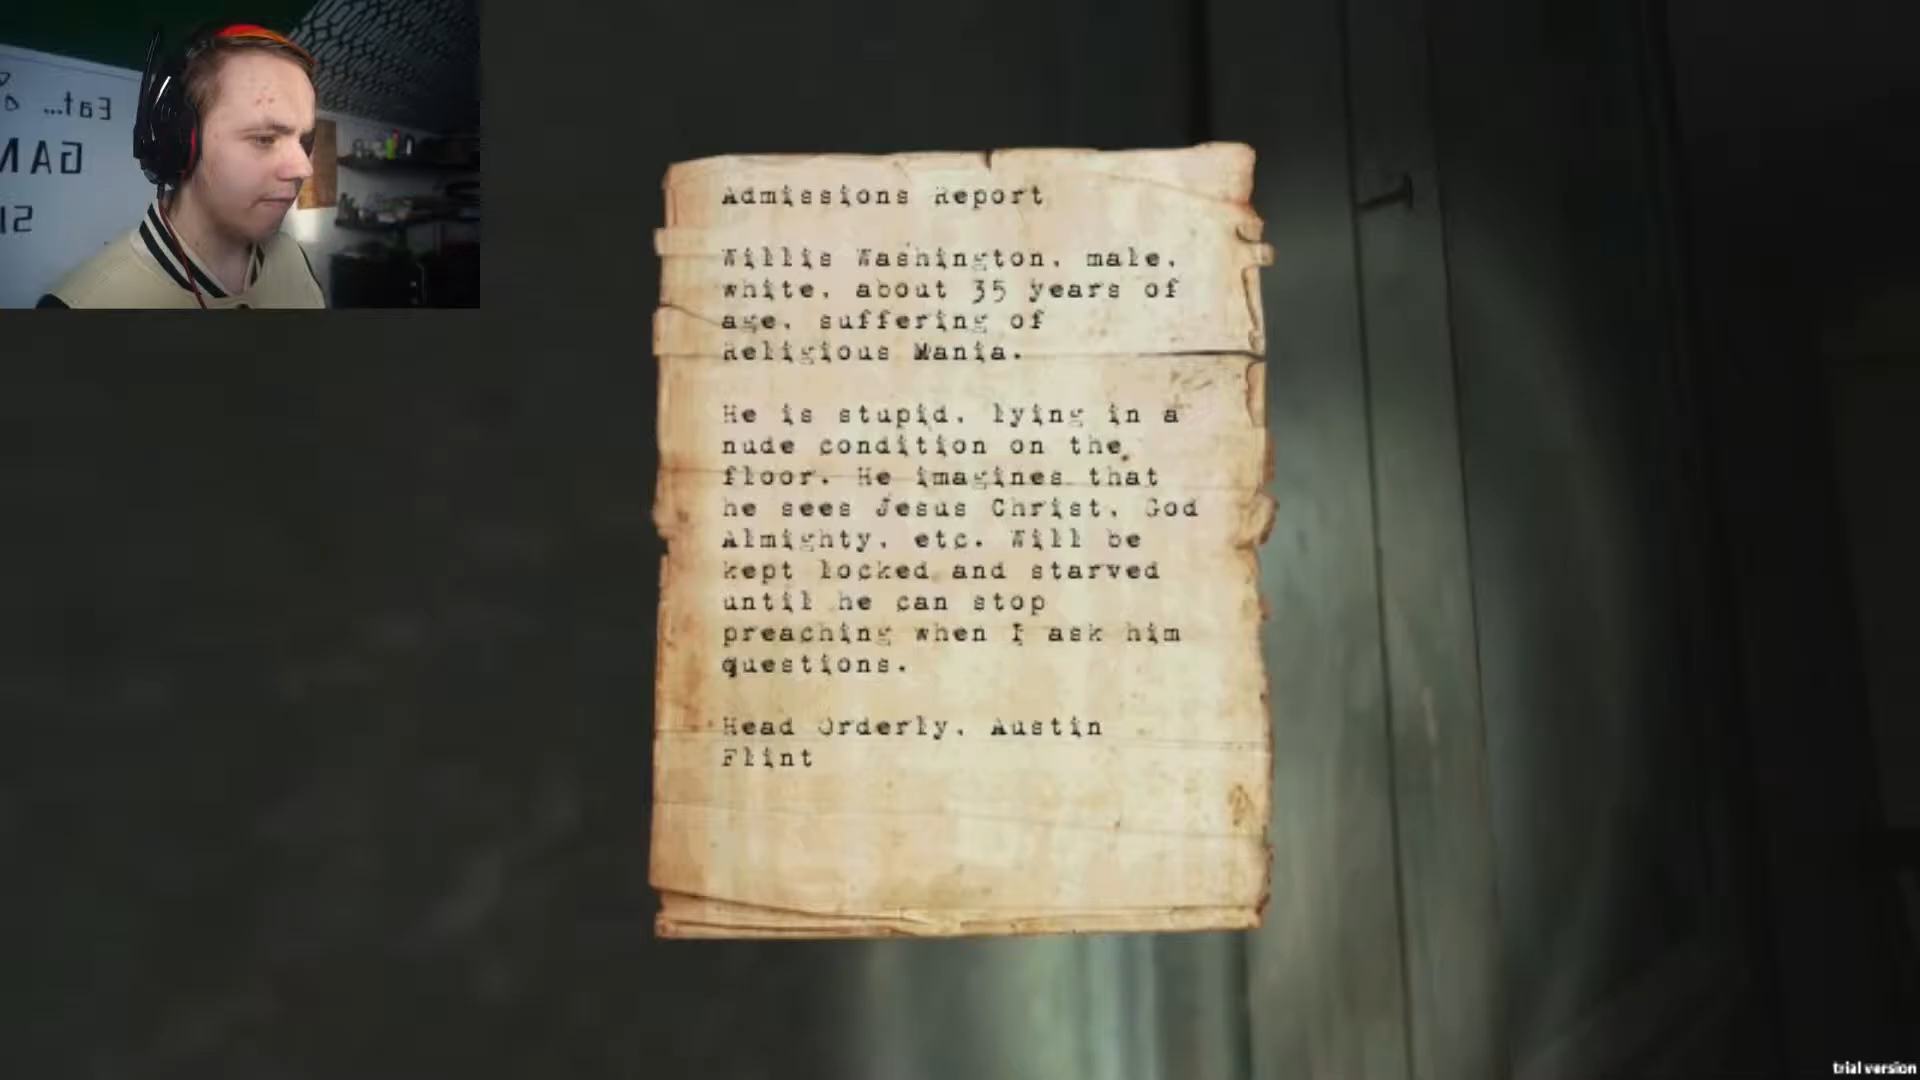 Eat...
GAM
Admissions Report
Willis Washington, male,
white, about 35 years of
age, suffering of
Religious Mania.
He is stupid, lying in a
nude condition on the
floor. He imagines that
he sees Jesus Christ, God
Almighty, etc. Will be
kept locked and starved
until he can stop
preaching when I ask him
questions.
Head Orderly, Austin
Flint
trial version